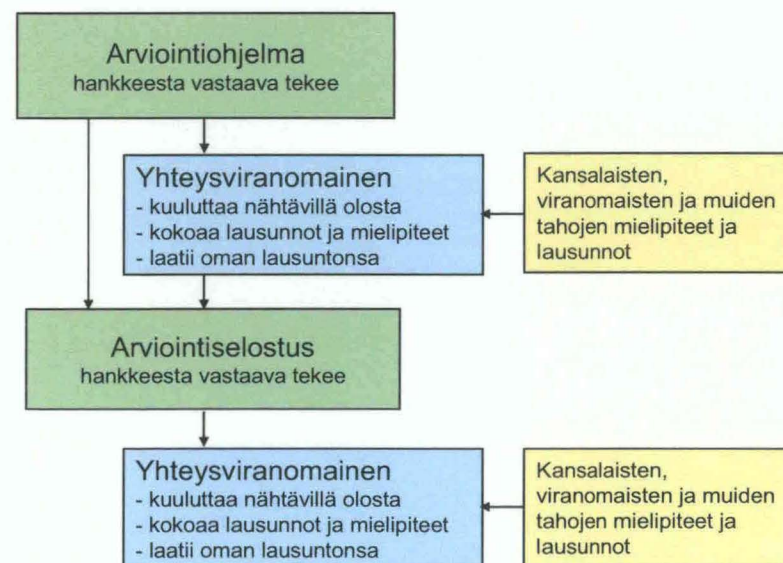 Arviointiohjelma
hankkeesta vastaava tekee
Yhteysviranomainen
- kuuluttaa nähtävillä olosta
- kokoaa lausunnot ja mielipiteet
- laatii oman lausuntonsa
Kansalaisten,
viranomaisten ja muiden
tahojen mielipiteet ja
lausunnot
Arviointiselostus
hankkeesta vastaava tekee
Yhteysviranomainen
- kuuluttaa nähtävillä olosta
- kokoaa lausunnot ja mielipiteet
- laatii oman lausuntonsa
Kansalaisten,
viranomaisten ja muiden
tahojen mielipiteet ja
lausunnot